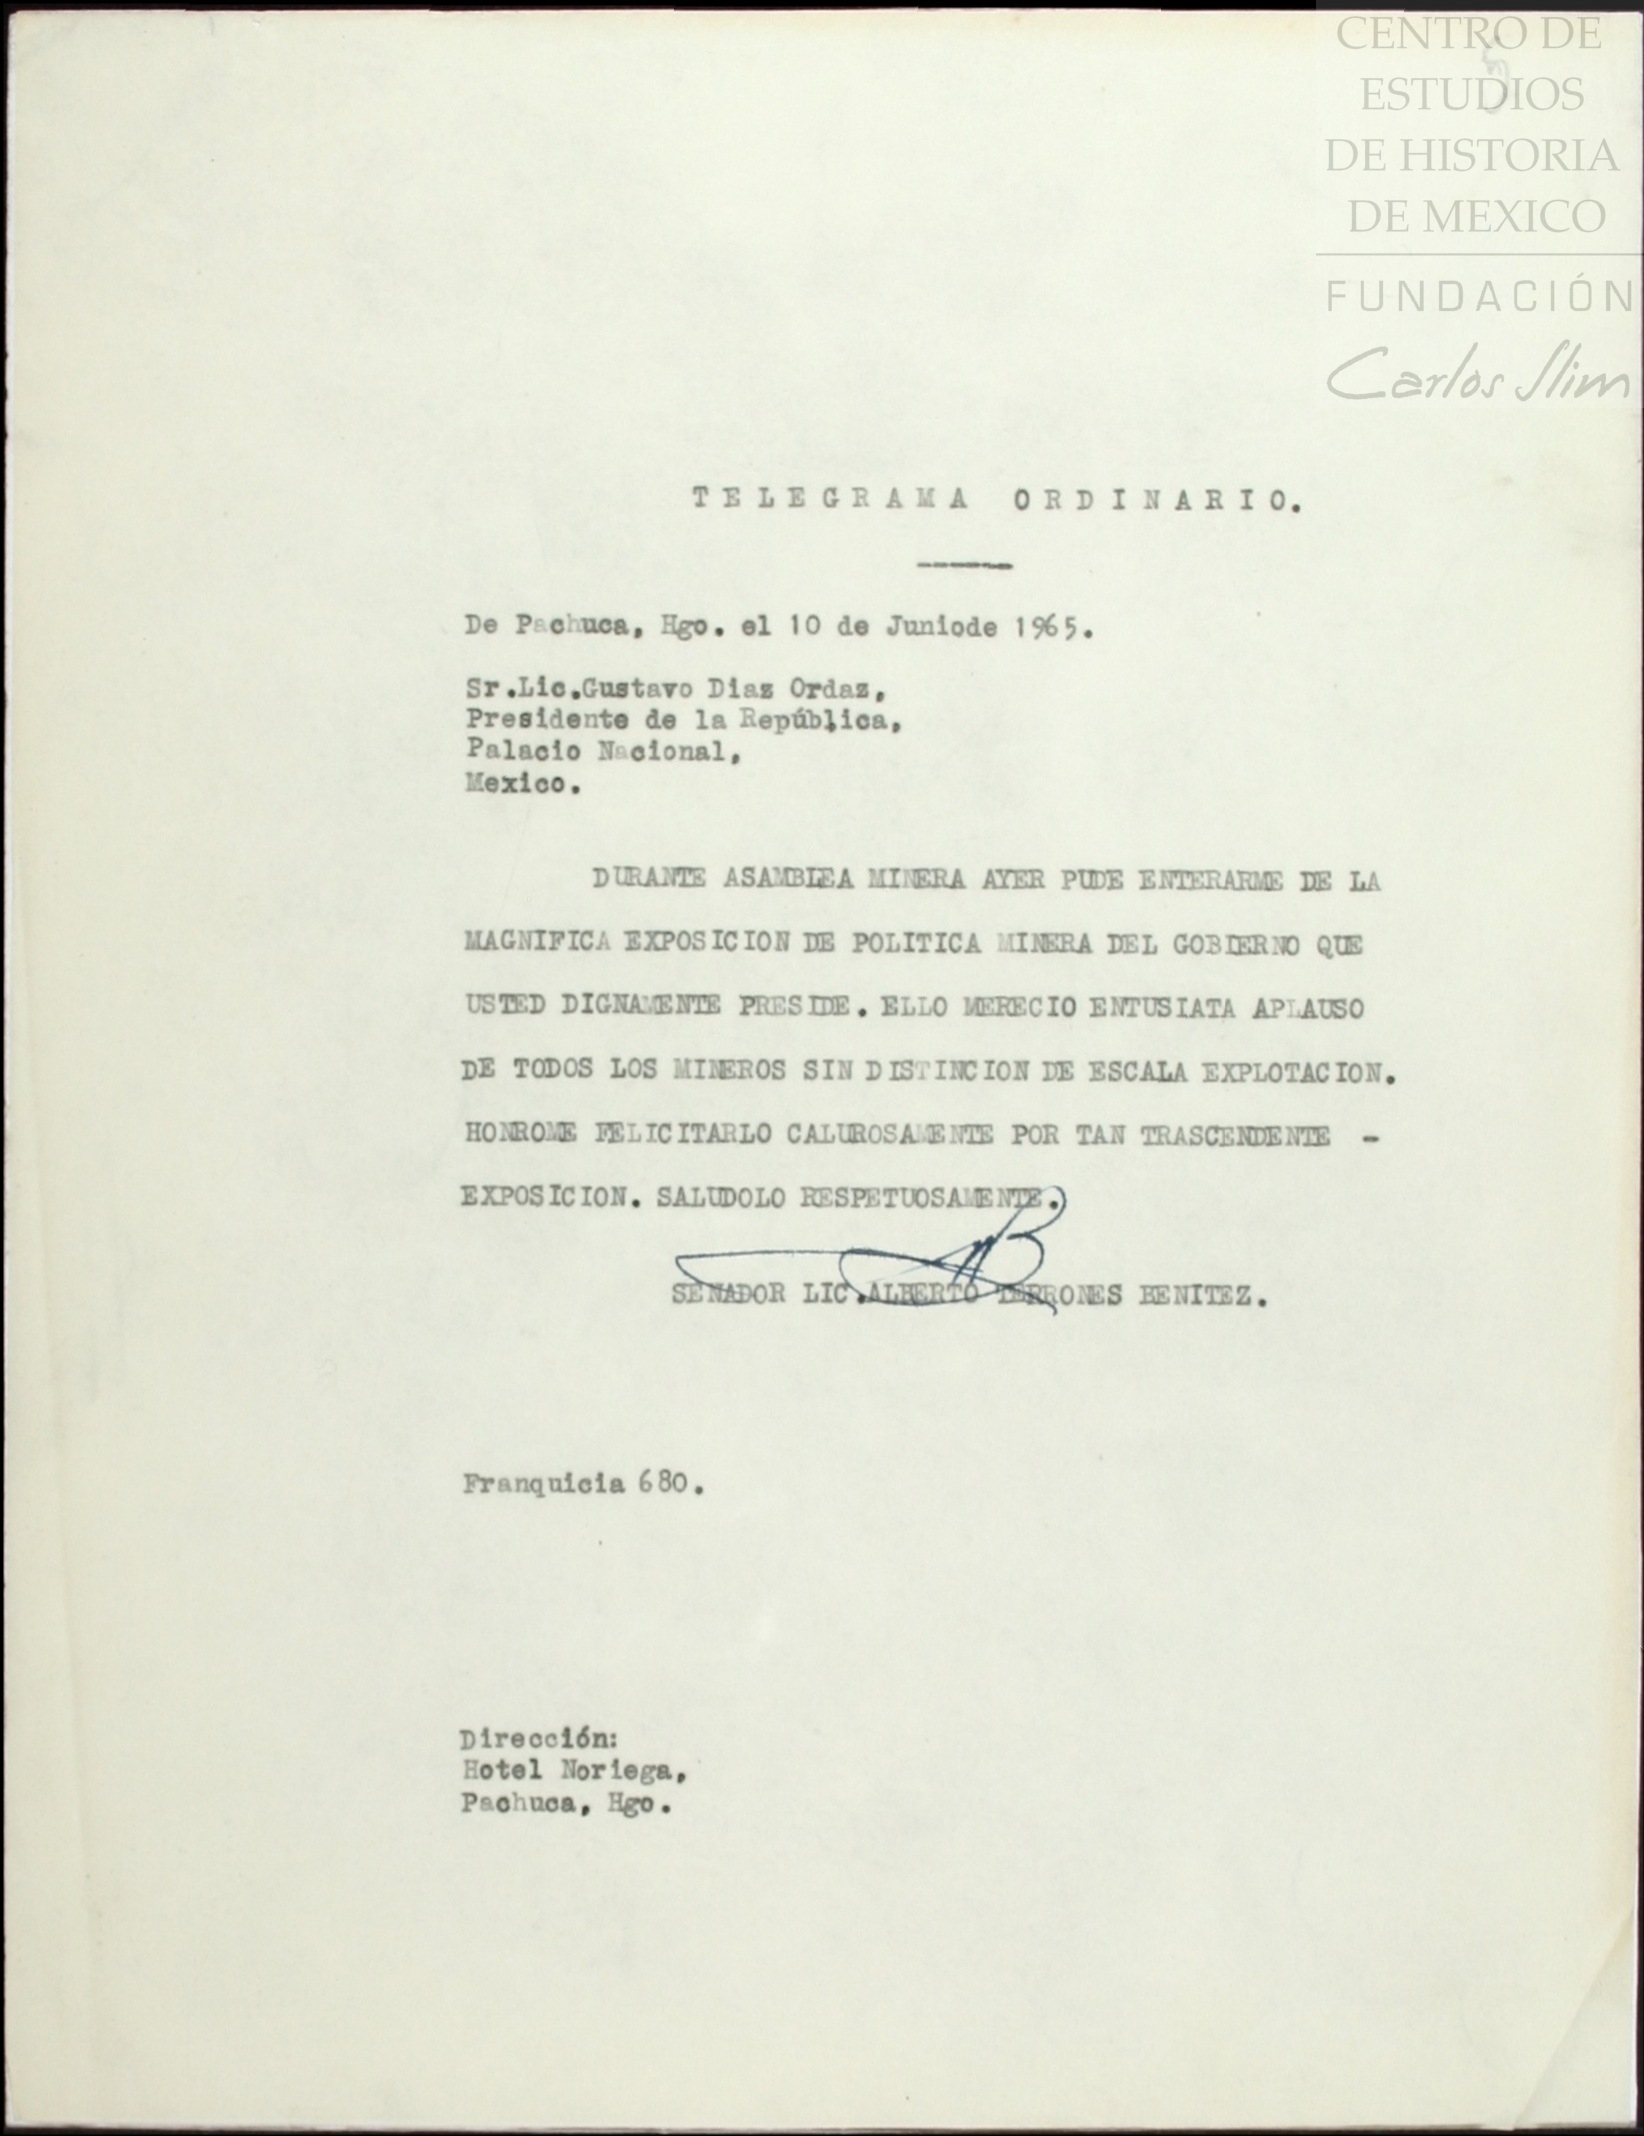 CENTRO DE
ESTUDIOS
DE HISTORIA
DE MEXICO
FUNDACIÓN
Carlos Slim
TELEGRAMA ORDINARIO.
De Pachuca, Hgo. el 10 de Juniode 1965.
Sr.Lic.Gustavo Diaz Ordaz,
Presidente de la República,
Palacio Nacional,
Mexico.
DURANTE ASAMBLEA MINERA AYER PUDE ENTERARME DE LA
MAGNIFICA EXPOSICION DE POLITICA MINERA DEL GOBIERNO QUE
USTED DIGNAMENTE PRESIDE. ELLO MERECIO ENTUSIATA APLAUSO
DE TODOS LOS MINEROS SIN DISTINCION DE ESCALA EXPLOTACION.
HONROME FELICITARLO CALUROSAMENTE POR TAN TRASCENDENTE -
EXPOSICION. SALUDOLO RESPETUOSAMENTE.
SENADOR LIC.ALBERTO TERRONES BENITEZ.
Franquicia 680.
Dirección:
Hotel Noriega,
Pachuca, Hgo.